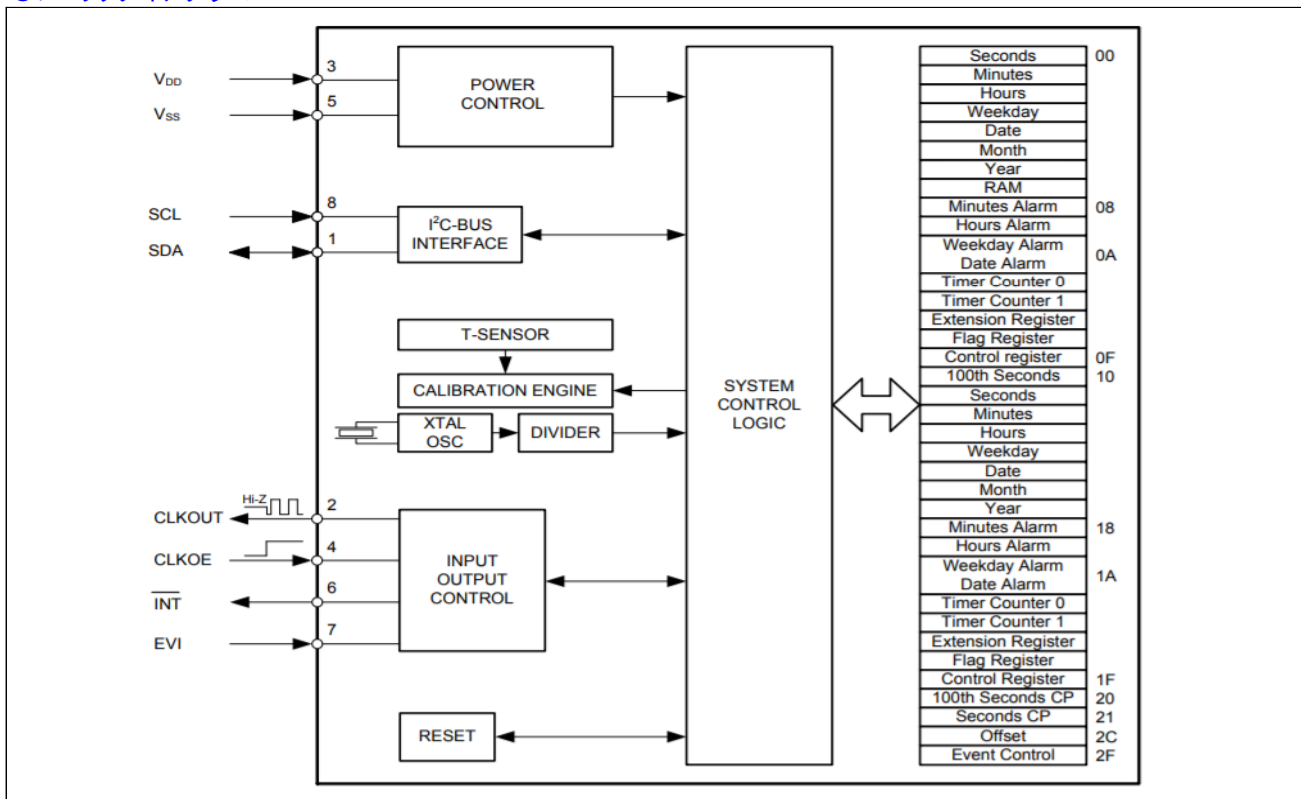 V_DD
3
V_SS
5
POWER
CONTROL
SCL
8
SDA
1
I²C-BUS
INTERFACE
T-SENSOR
CALIBRATION ENGINE
XTAL
OSC
DIVIDER
Hi-Z
CLKOUT
2
CLKOE
4
INT
6
EVI
7
INPUT
OUTPUT
CONTROL
RESET
SYSTEM
CONTROL
LOGIC
Seconds 00
Minutes
Hours
Weekday
Date
Month
Year
RAM
Minutes Alarm 08
Hours Alarm
Weekday Alarm
Date Alarm
0A
Timer Counter 0
Timer Counter 1
Extension Register
Flag Register
Control register 0F
100th Seconds 10
Seconds
Minutes
Hours
Weekday
Date
Month
Year
Minutes Alarm 18
Hours Alarm
Weekday Alarm
Date Alarm
1A
Timer Counter 0
Timer Counter 1
Extension Register
Flag Register
Control Register 1F
100th Seconds CP 20
Seconds CP 21
Offset 2C
Event Control 2F